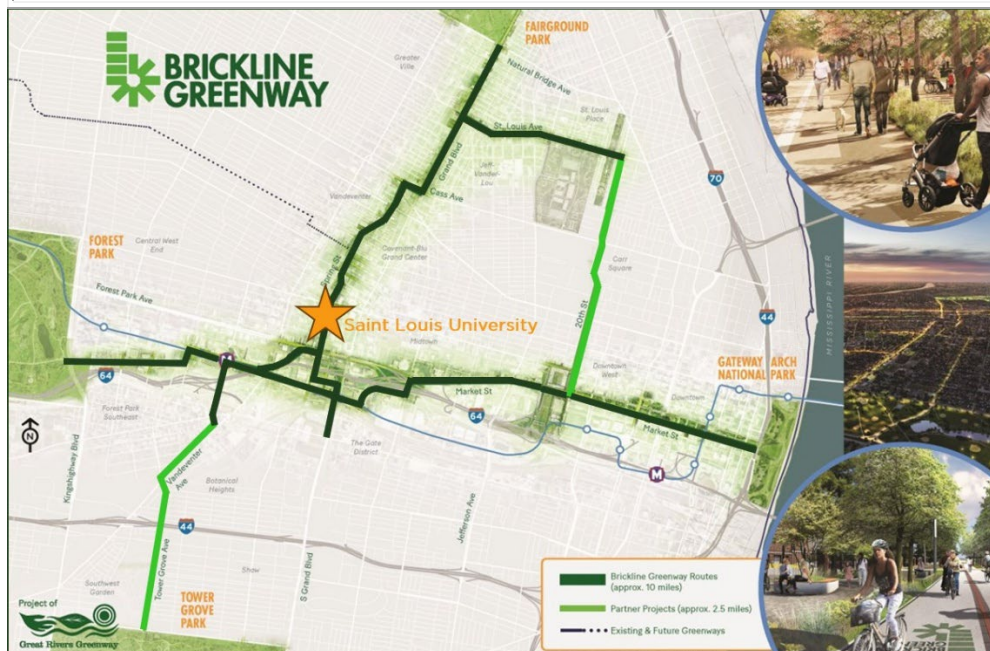 BRICKLINE
GREENWAY
FAIRGROUND
PARK
Greater
Ville
Natural Bridge Ave
St. Louis
Place
St. Louis Ave
Grand Blvd
Jeff-
Vander-
Lou
Cass Ave
Vandeventer
70
FOREST
PARK
Central West
End
Covenant-Blu
Grand Center
Carr
Square
Spring St
Forest Park Ave
Saint Louis University
20th St
MISSISSIPPI RIVER
44
Midtown
M
GATEWAY ARCH
NATIONAL PARK
Downtown
West
64
Market St
Downtown
Forest Park
Southeast
64
Market St
N
The Gate
District
Kingshighway Blvd
Vandeventer
Ave
Botanical
Heights
M
44
Jefferson Ave
Tower Grove Ave
S Grand Blvd
Shaw
Southwest
Garden
TOWER
GROVE
PARK
Brickline Greenway Routes
(approx. 10 miles)
Partner Projects (approx. 2.5 miles)
Existing & Future Greenways
Project of
Great Rivers Greenway